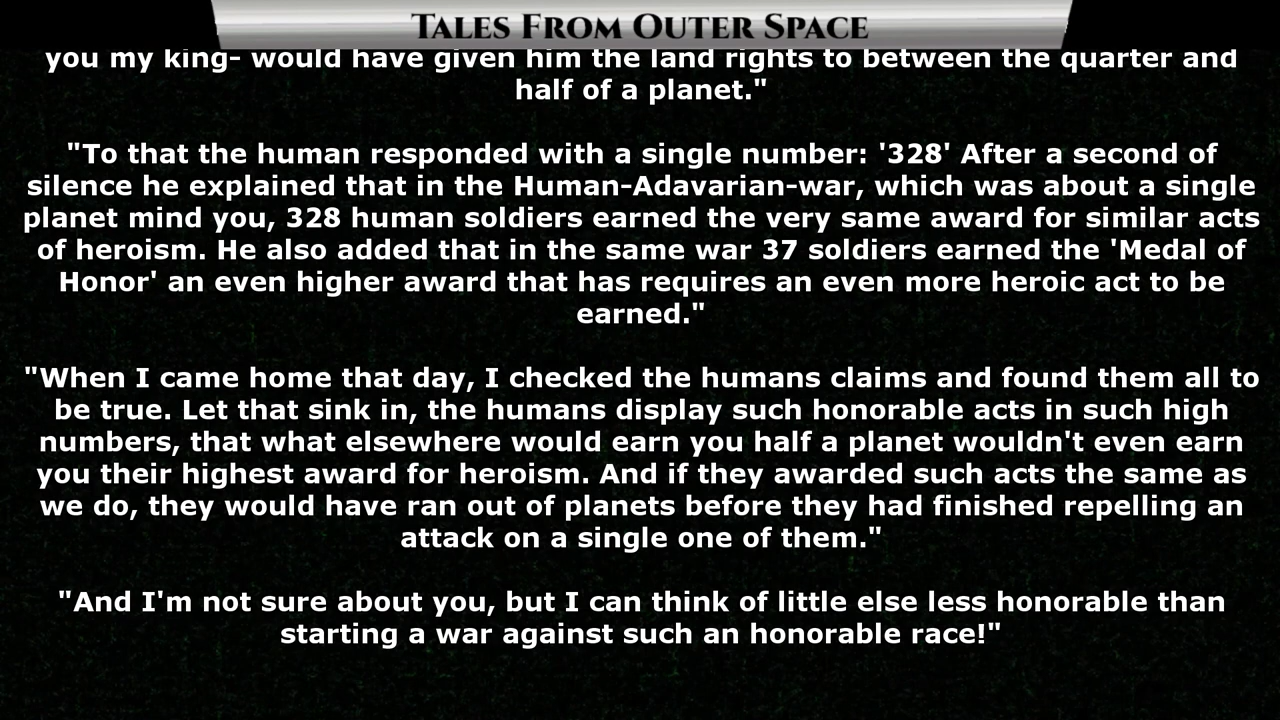 Tales From Outer Space
you my king- would have given him the land rights to between the quarter and
half of a planet."
"To that the human responded with a single number: '328' After a second of
silence he explained that in the Human-Adavarian-war, which was about a single
planet mind you, 328 human soldiers earned the very same award for similar acts
of heroism. He also added that in the same war 37 soldiers earned the 'Medal of
Honor' an even higher award that has requires an even more heroic act to be
earned."
"When I came home that day, I checked the humans claims and found them all to
be true. Let that sink in, the humans display such honorable acts in such high
numbers, that what elsewhere would earn you half a planet wouldn't even earn
you their highest award for heroism. And if they awarded such acts the same as
we do, they would have ran out of planets before they had finished repelling an
attack on a single one of them."
"And I'm not sure about you, but I can think of little else less honorable than
starting a war against such an honorable race!"